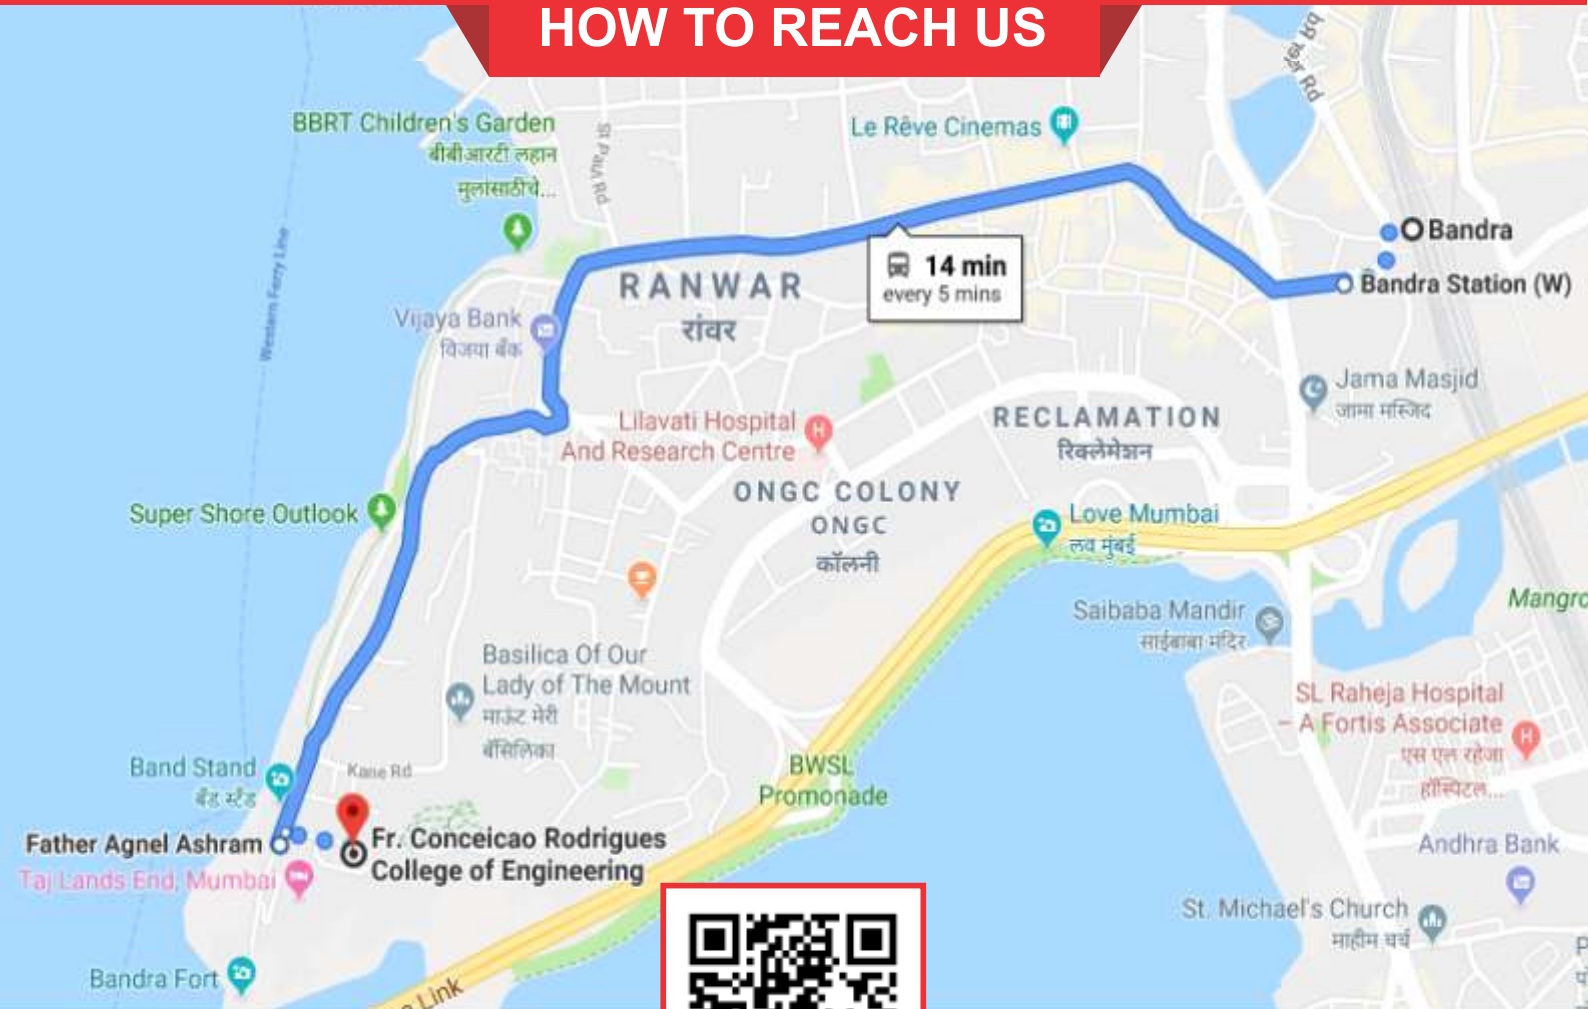 HOW TO REACH US
BBRT Children's Garden
बीबीआरटी लहान
मुलांसाठीचे...
St Paul Rd
Le Rêve Cinemas
Rd
Rd
Bandra
Bandra Station (W)
14 min
every 5 mins
RANWAR
रांवर
Western Ferry Line
Vijaya Bank
विजया बँक
Jama Masjid
जामा मस्जिद
Lilavati Hospital
And Research Centre
RECLAMATION
रिक्लेमेशन
ONGC COLONY
ONGC
कॉलनी
Super Shore Outlook
Love Mumbai
लव मुंबई
Mangro
Saibaba Mandir
साईबाबा मंदिर
Basilica Of Our
Lady of The Mount
माऊंट मेरी
बॅसिलिका
SL Raheja Hospital
– A Fortis Associate
एस एल रहेजा
हॉस्पिटल...
Band Stand
बँड स्टँड
Kane Rd
BWSL
Promonade
Father Agnel Ashram
Fr. Conceicao Rodrigues
College of Engineering
Taj Lands End, Mumbai
Andhra Bank
St. Michael's Church
माहीम चर्च
Bandra Fort
Link